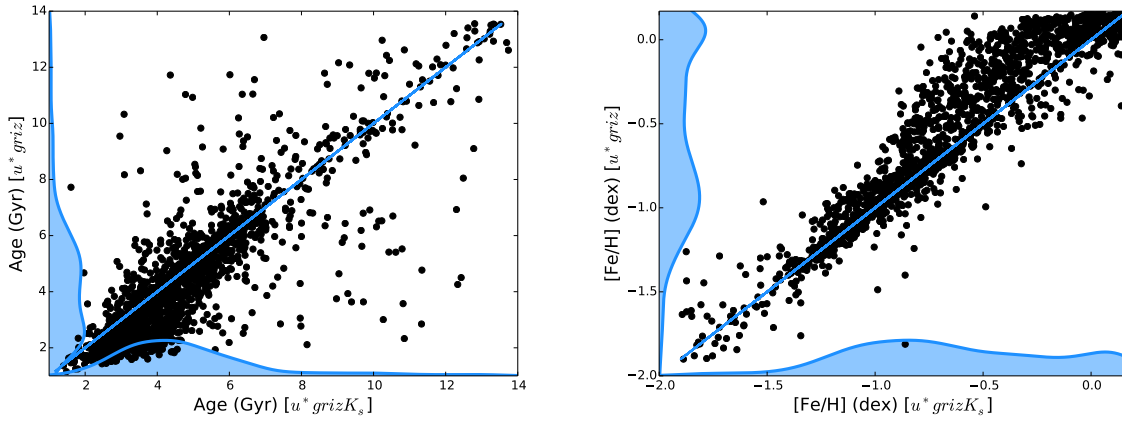 14
12
10
8
6
4
2
Age (Gyr) [u* griz]
2 4 6 8 10 12 14
Age (Gyr) [u* grizK_s]
0.0
−0.5
−1.0
−1.5
−2.0
[Fe/H] (dex) [u* griz]
−2.0 −1.5 −1.0 −0.5 0.0
[Fe/H] (dex) [u* grizK_s]